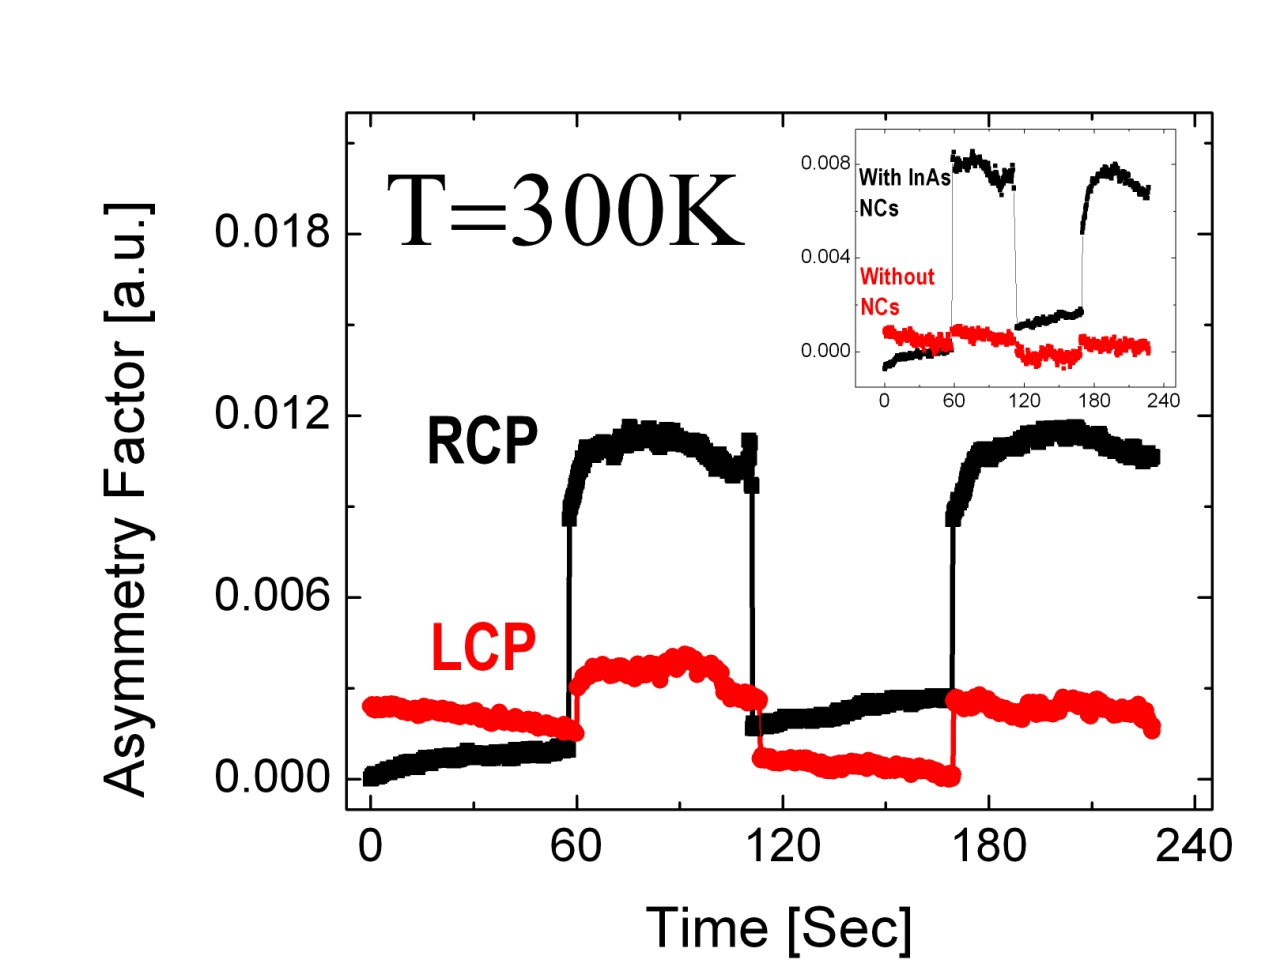 T=300K
Asymmetry Factor [a.u.]
0.018
0.012
0.006
0.000
RCP
LCP
0 60 120 180 240
Time [Sec]
0.008
0.004
0.000
With InAs
NCs
Without
NCs
0 60 120 180 240